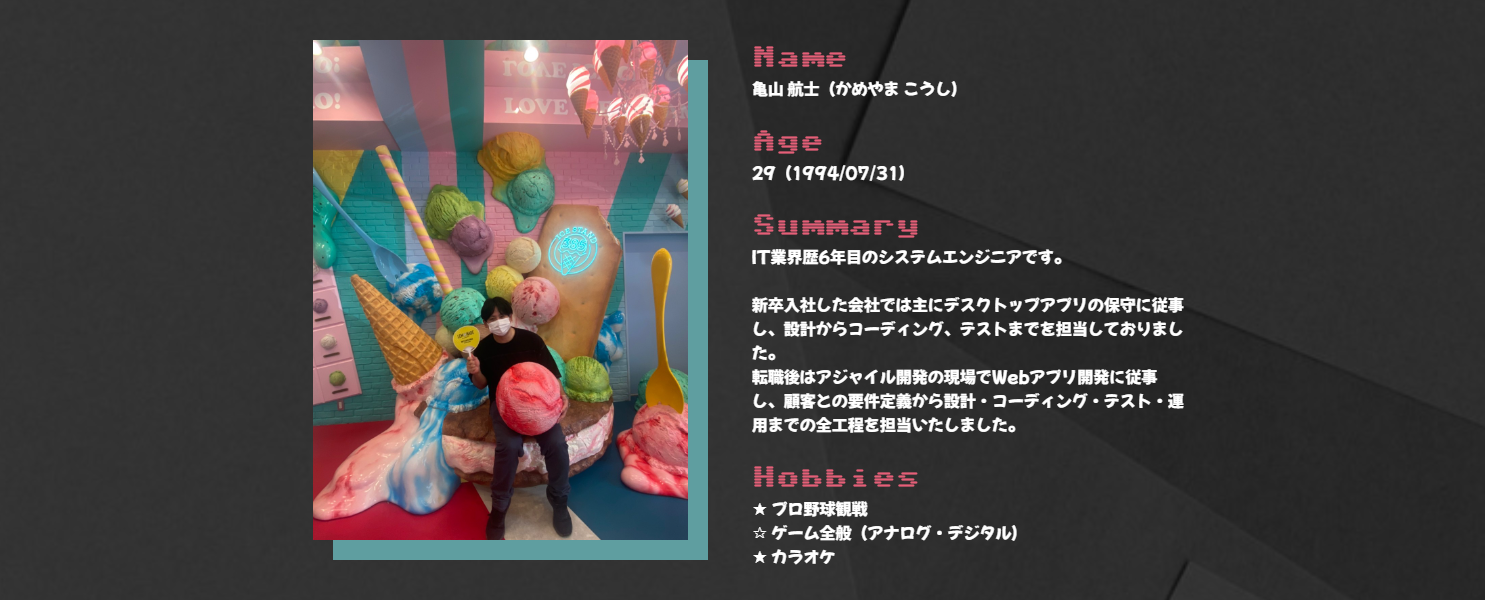 LOVE
Name
亀山 航士（かめやま こうし）
Age
29（1994/07/31）
Summary
IT業界歴6年目のシステムエンジニアです。
新卒入社した会社では主にデスクトップアプリの保守に従事
し、設計からコーディング、テストまでを担当しておりまし
た。
転職後はアジャイル開発の現場でWebアプリ開発に従事
し、顧客との要件定義から設計・コーディング・テスト・運
用までの全工程を担当いたしました。
Hobbies
★ プロ野球観戦
☆ ゲーム全般（アナログ・デジタル）
★ カラオケ